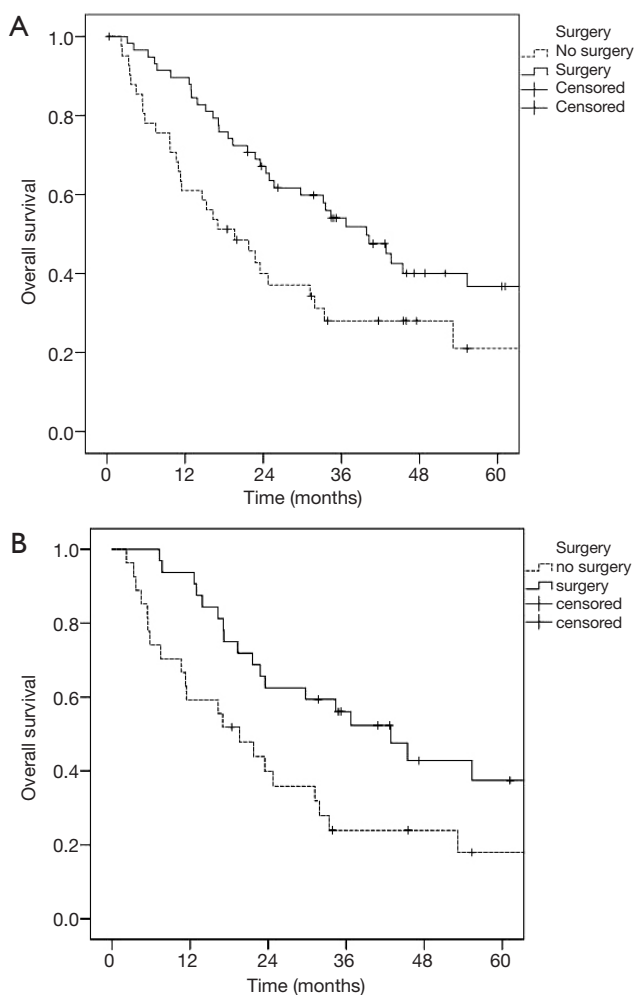 A
Surgery
No surgery
Surgery
Censored
Censored
1.0
0.8
0.6
0.4
0.2
0.0
Overall survival
0 12 24 36 48 60
Time (months)
B
Surgery
no surgery
surgery
censored
censored
1.0
0.8
0.6
0.4
0.2
0.0
Overall survival
0 12 24 36 48 60
Time (months)